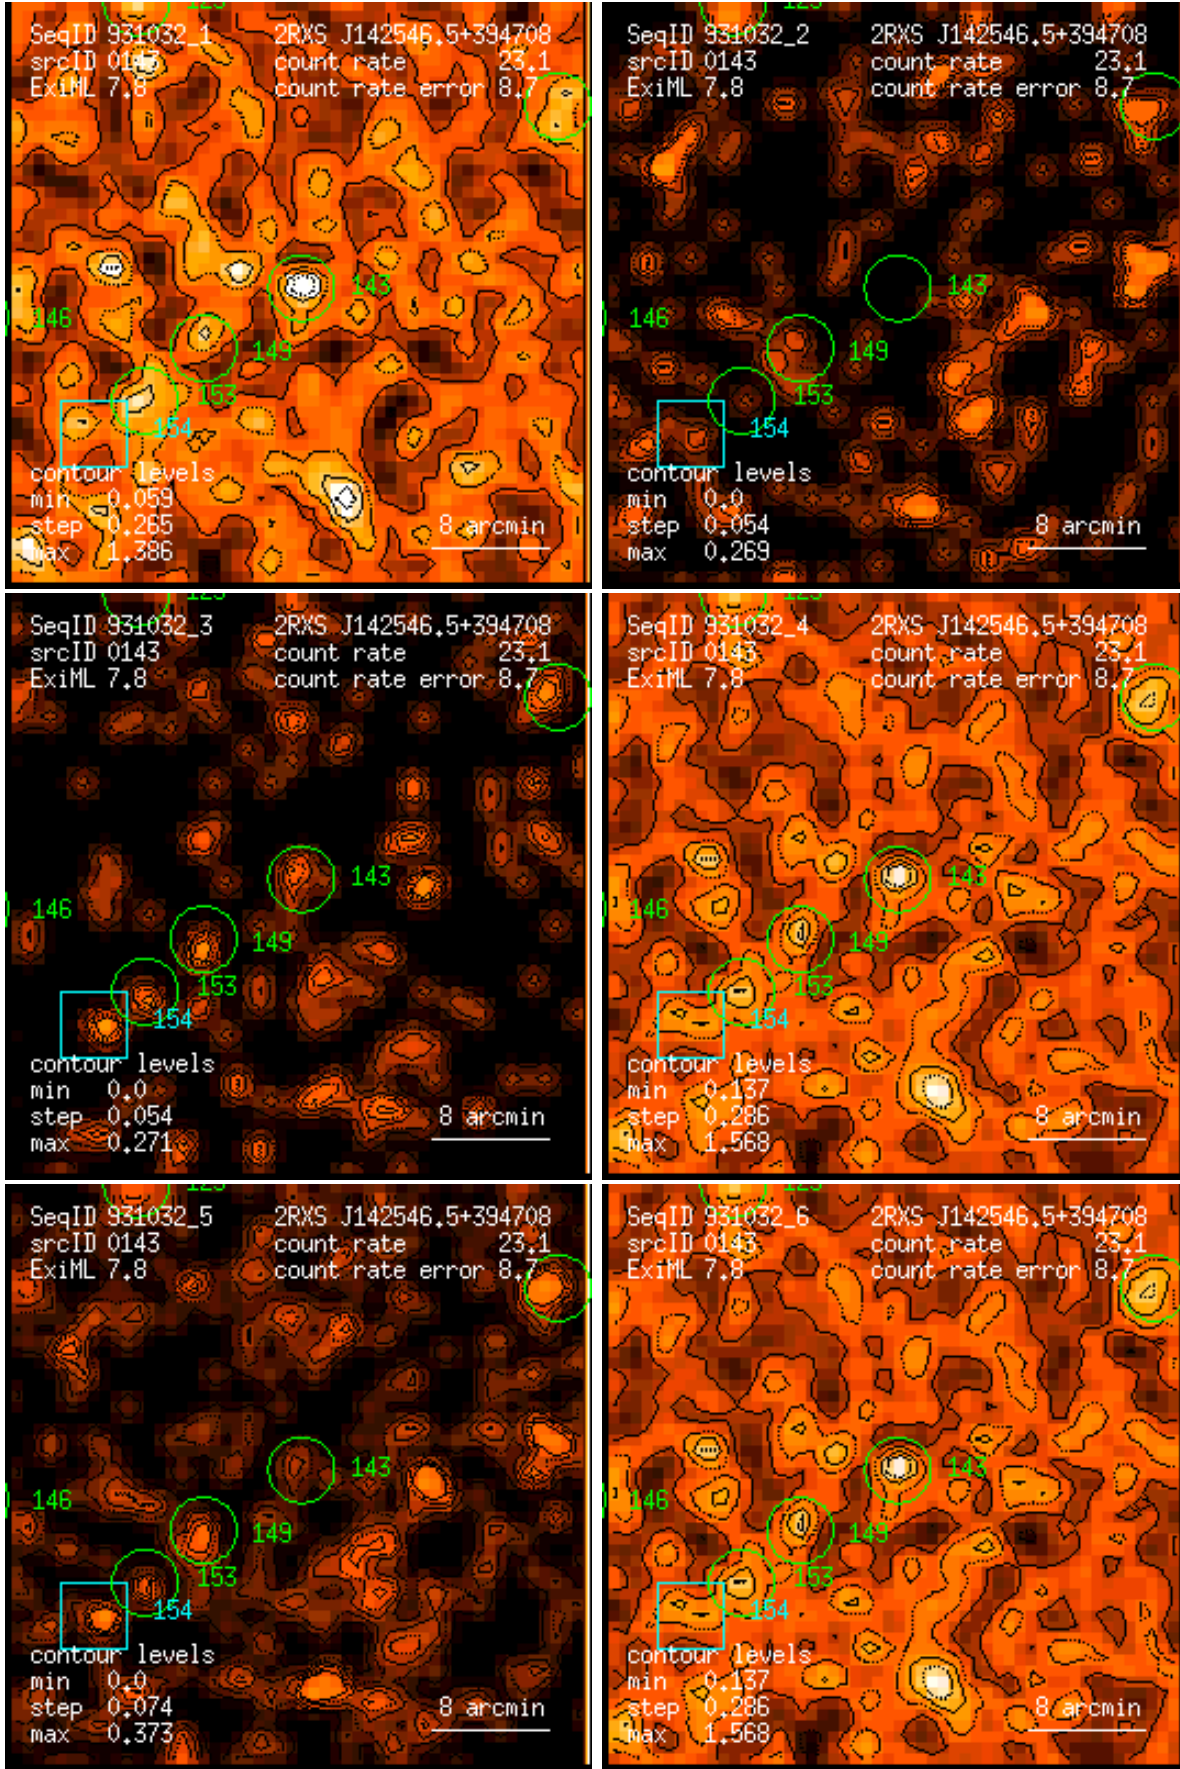 123
SeqID 931032_1 2RXS J142546.5+394708
srcID 0143 count rate 23.1
ExiML 7.8 count rate error 8.7
143
146
149
153
154
contour levels
min 0.059
step 0.265
max 1.386
8 arcmin
123
SeqID 931032_2 2RXS J142546.5+394708
srcID 0143 count rate 23.1
ExiML 7.8 count rate error 8.7
143
146
149
153
154
contour levels
min 0.0
step 0.054
max 0.269
8 arcmin
123
SeqID 931032_3 2RXS J142546.5+394708
srcID 0143 count rate 23.1
ExiML 7.8 count rate error 8.7
143
146
149
153
154
contour levels
min 0.0
step 0.054
max 0.271
8 arcmin
123
SeqID 931032_4 2RXS J142546.5+394708
srcID 0143 count rate 23.1
ExiML 7.8 count rate error 8.7
143
146
149
153
154
contour levels
min 0.137
step 0.286
max 1.568
8 arcmin
123
SeqID 931032_5 2RXS J142546.5+394708
srcID 0143 count rate 23.1
ExiML 7.8 count rate error 8.7
143
146
149
153
154
contour levels
min 0.0
step 0.074
max 0.373
8 arcmin
123
SeqID 931032_6 2RXS J142546.5+394708
srcID 0143 count rate 23.1
ExiML 7.8 count rate error 8.7
143
146
149
153
154
contour levels
min 0.137
step 0.286
max 1.568
8 arcmin